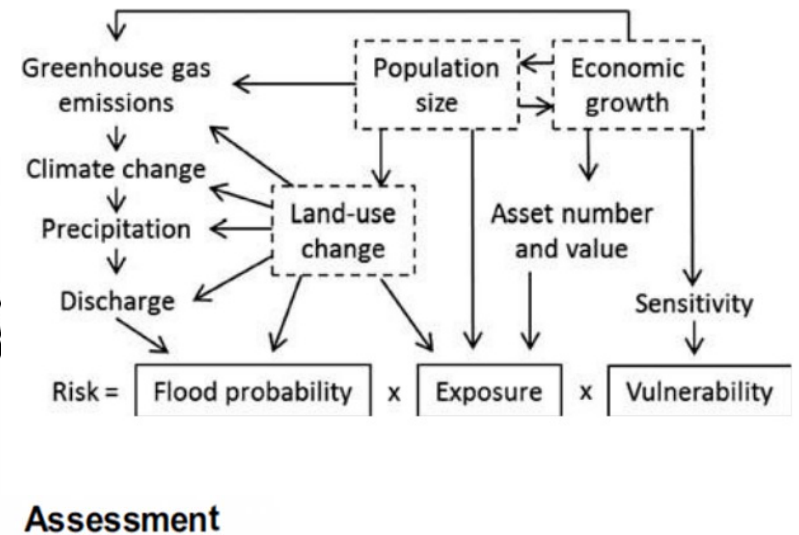 Greenhouse gas
emissions
Population
size
Economic
growth
Climate change
Precipitation
Land-use
change
Asset number
and value
Discharge
Sensitivity
Risk = Flood probability x Exposure x Vulnerability
Assessment